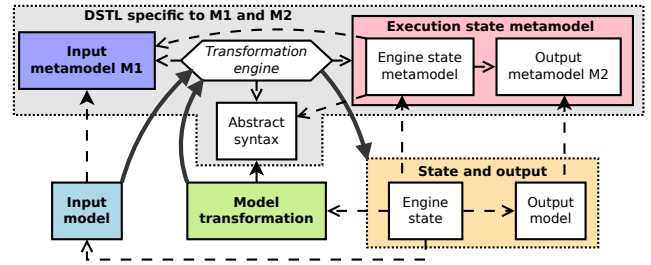 DSTL specific to M1 and M2
Execution state metamodel
Input
metamodel M1
Transformation
engine
Engine state
metamodel
Output
metamodel M2
Abstract
syntax
State and output
Input
model
Model
transformation
Engine
state
Output
model